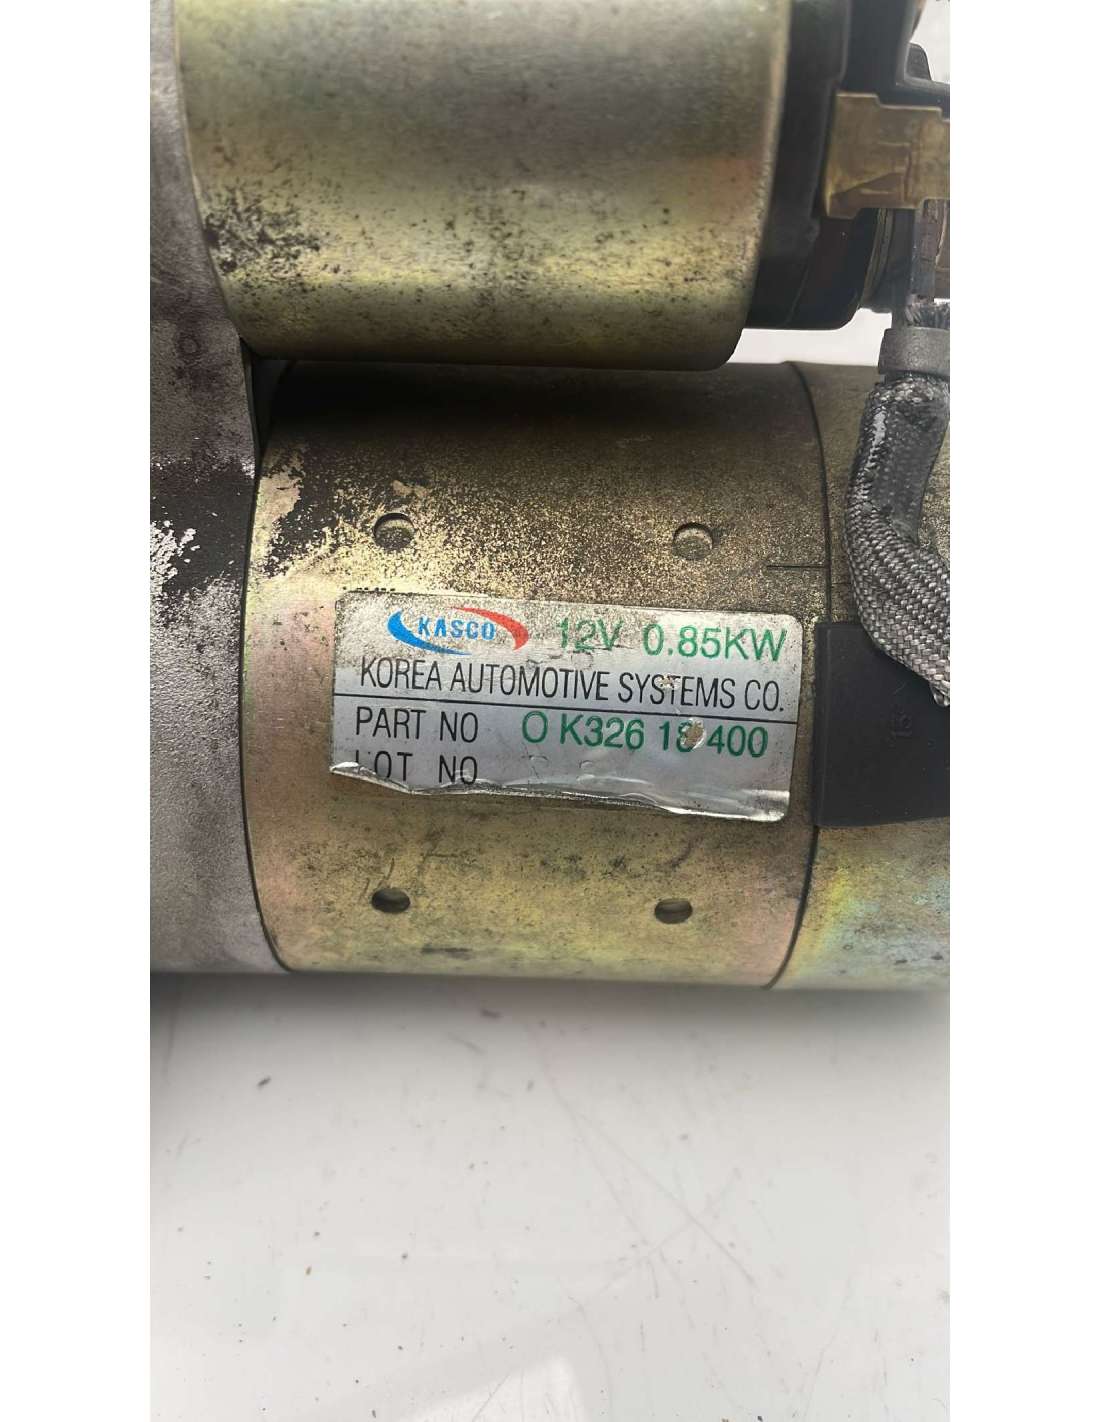 KASCO 12V 0.85KW
KOREA AUTOMOTIVE SYSTEMS CO.
PART NO O K326 18 400
LOT NO